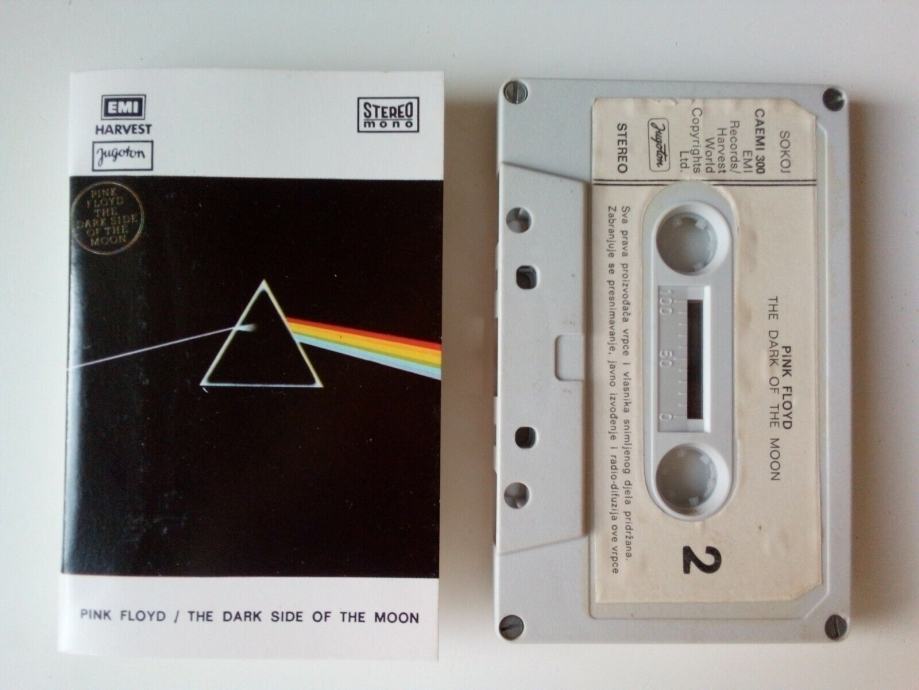 EMI
HARVEST
Jugoton
STEREO
mono
PINK
FLOYD
THE
DARK SIDE
OF THE
MOON
PINK FLOYD / THE DARK SIDE OF THE MOON
SOKOJ
CAEMI 300
EMI
Records/
Harvest
World
Copyrights
Ltd.
Jugoton
STEREO
PINK FLOYD
THE DARK OF THE MOON
100
50
0
Sva prava proizvođača vrpce i vlasnika snimljenog djela pridržana.
Zabranjuje se presnimavanje, javno izvođenje i radio-difuzija ove vrpce
2